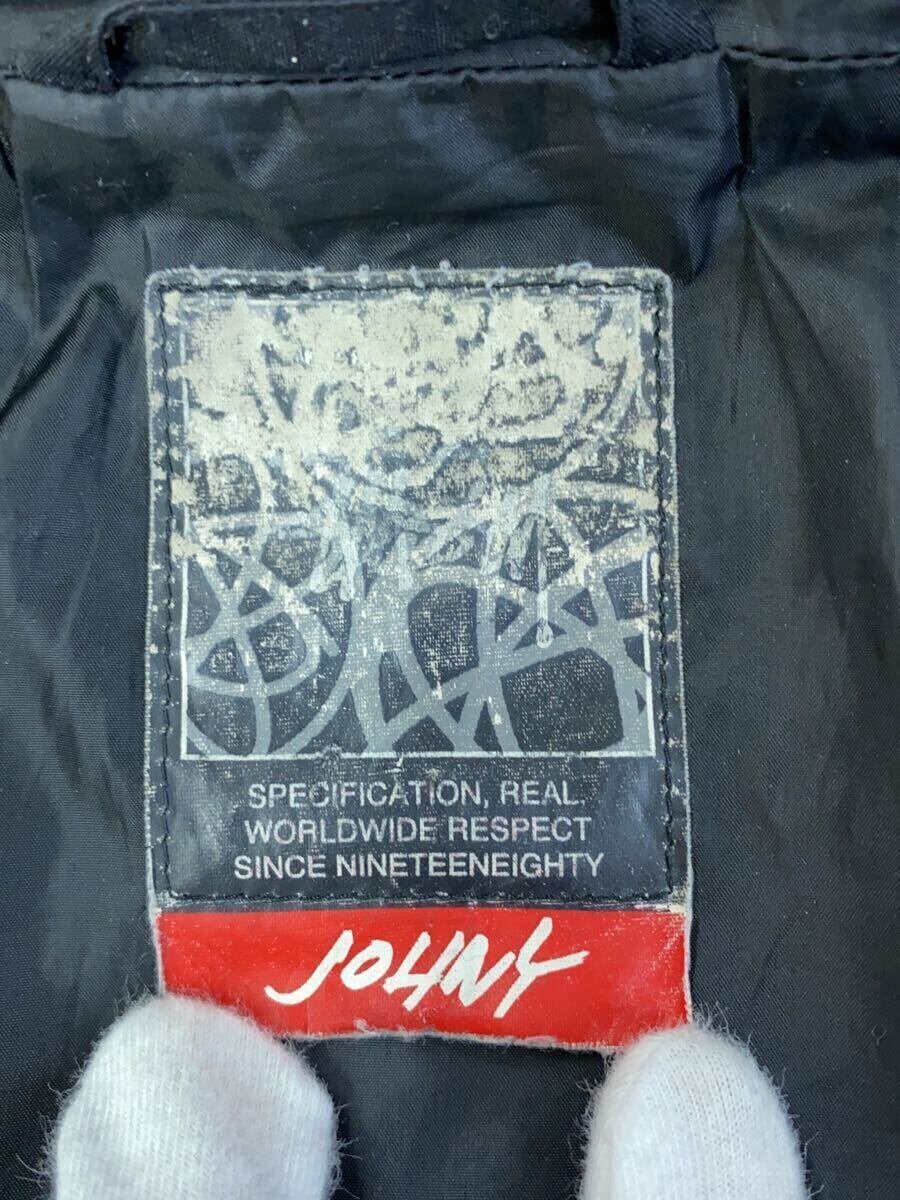 SPECIFICATION, REAL.
WORLDWIDE RESPECT
SINCE NINETEENEIGHTY
JOHNY